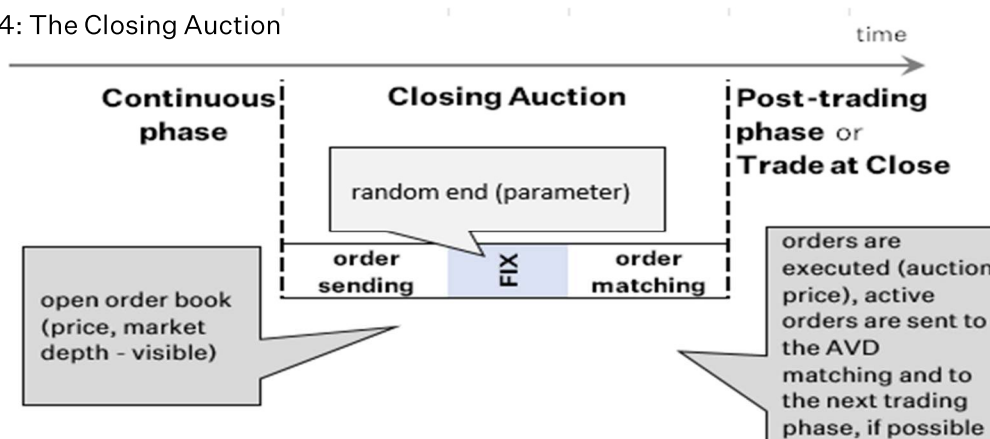 4: The Closing Auction
time
Continuous
phase
Closing Auction
Post-trading
phase or
Trade at Close
random end (parameter)
order
sending
FIX
order
matching
open order book
(price, market
depth - visible)
orders are
executed (auction
price), active
orders are sent to
the AVD
matching and to
the next trading
phase, if possible